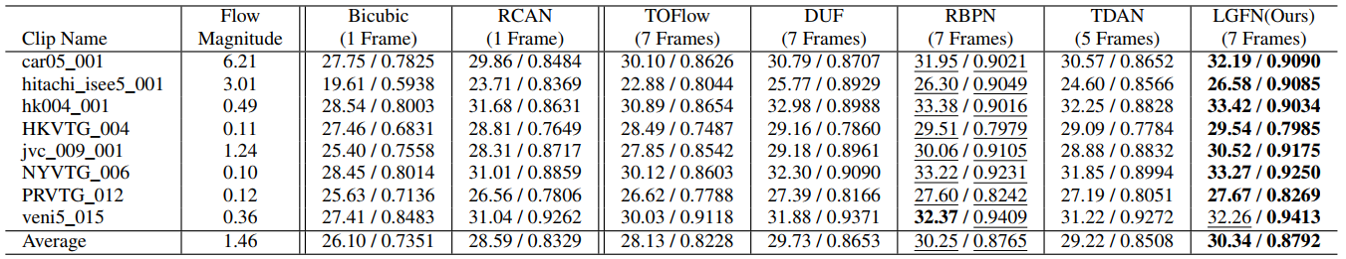 Flow Bicubic RCAN TOFlow DUF RBPN TDAN LGFN(Ours)
Clip Name Magnitude (1 Frame) (1 Frame) (7 Frames) (7 Frames) (7 Frames) (5 Frames) (7 Frames)
car05_001 6.21 27.75 / 0.7825 29.86 / 0.8484 30.10 / 0.8626 30.79 / 0.8707 31.95 / 0.9021 30.57 / 0.8652 32.19 / 0.9090
hitachi_isee5_001 3.01 19.61 / 0.5938 23.71 / 0.8369 22.88 / 0.8044 25.77 / 0.8929 26.30 / 0.9049 24.60 / 0.8566 26.58 / 0.9085
hk004_001 0.49 28.54 / 0.8003 31.68 / 0.8631 30.89 / 0.8654 32.98 / 0.8988 33.38 / 0.9016 32.25 / 0.8828 33.42 / 0.9034
HKVTG_004 0.11 27.46 / 0.6831 28.81 / 0.7649 28.49 / 0.7487 29.16 / 0.7860 29.51 / 0.7979 29.09 / 0.7784 29.54 / 0.7985
jvc_009_001 1.24 25.40 / 0.7558 28.31 / 0.8717 27.85 / 0.8542 29.18 / 0.8961 30.06 / 0.9105 28.88 / 0.8832 30.52 / 0.9175
NYVTG_006 0.10 28.45 / 0.8014 31.01 / 0.8859 30.12 / 0.8603 32.30 / 0.9090 33.22 / 0.9231 31.85 / 0.8994 33.27 / 0.9250
PRVTG_012 0.12 25.63 / 0.7136 26.56 / 0.7806 26.62 / 0.7788 27.39 / 0.8166 27.60 / 0.8242 27.19 / 0.8051 27.67 / 0.8269
veni5_015 0.36 27.41 / 0.8483 31.04 / 0.9262 30.03 / 0.9118 31.88 / 0.9371 32.37 / 0.9409 31.22 / 0.9272 32.26 / 0.9413
Average 1.46 26.10 / 0.7351 28.59 / 0.8329 28.13 / 0.8228 29.73 / 0.8653 30.25 / 0.8765 29.22 / 0.8508 30.34 / 0.8792